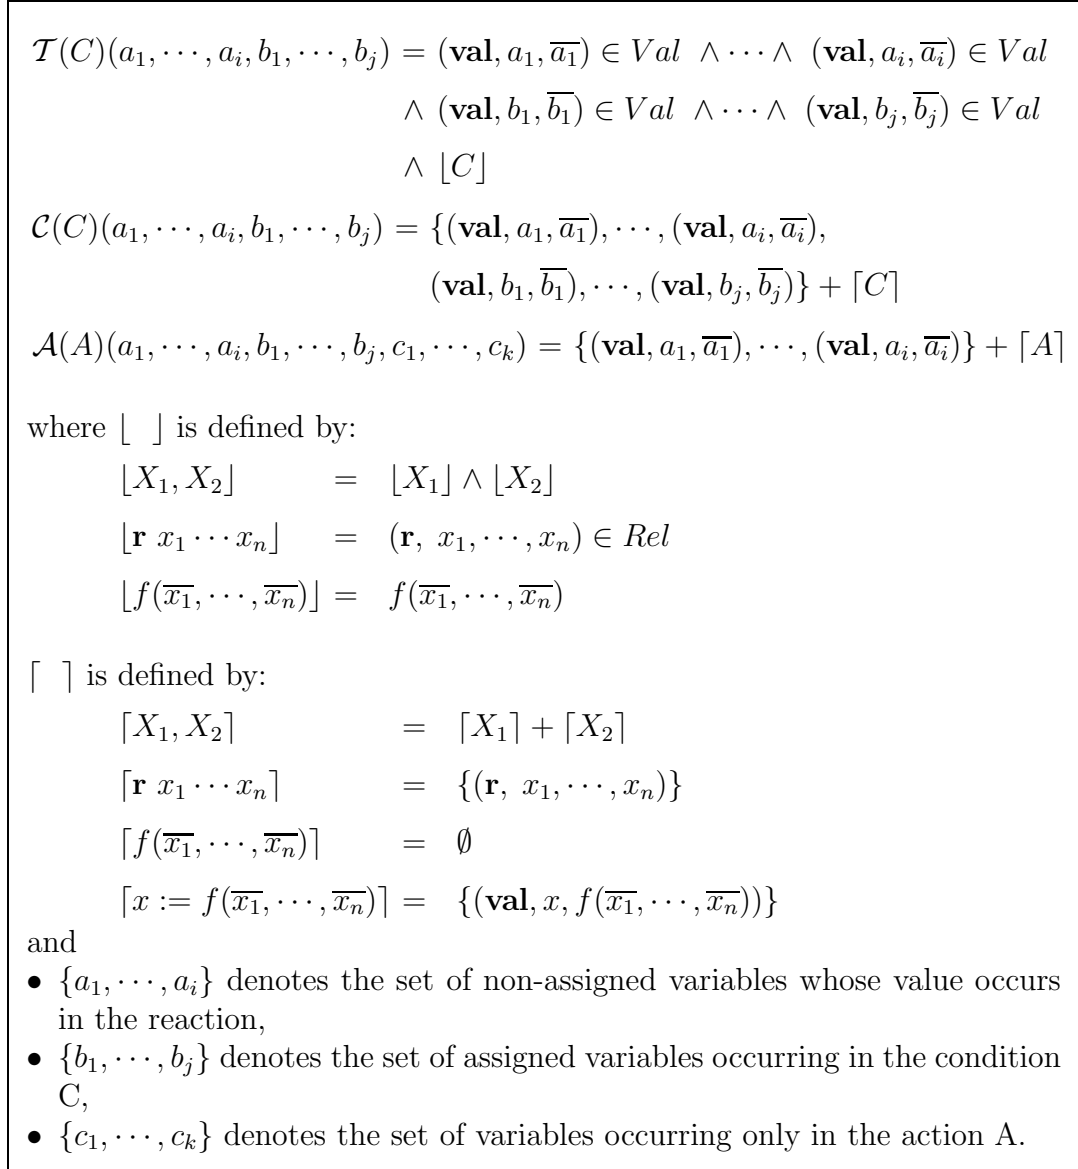 𝒯(C)(a₁, ⋯, aᵢ, b₁, ⋯, bⱼ) = (𝐯𝐚𝐥, a₁, a̅₁) ∈ Val ∧ ⋯ ∧ (𝐯𝐚𝐥, aᵢ, a̅ᵢ) ∈ Val
∧ (𝐯𝐚𝐥, b₁, b̅₁) ∈ Val ∧ ⋯ ∧ (𝐯𝐚𝐥, bⱼ, b̅ⱼ) ∈ Val
∧ ⌊C⌋
𝒞(C)(a₁, ⋯, aᵢ, b₁, ⋯, bⱼ) = {(𝐯𝐚𝐥, a₁, a̅₁), ⋯, (𝐯𝐚𝐥, aᵢ, a̅ᵢ),
(𝐯𝐚𝐥, b₁, b̅₁), ⋯, (𝐯𝐚𝐥, bⱼ, b̅ⱼ)} + ⌈C⌉
𝒜(A)(a₁, ⋯, aᵢ, b₁, ⋯, bⱼ, c₁, ⋯, cₖ) = {(𝐯𝐚𝐥, a₁, a̅₁), ⋯, (𝐯𝐚𝐥, aᵢ, a̅ᵢ)} + ⌈A⌉
where ⌊ ⌋ is defined by:
⌊X₁, X₂⌋ = ⌊X₁⌋ ∧ ⌊X₂⌋
⌊𝐫 x₁ ⋯ xₙ⌋ = (𝐫, x₁, ⋯, xₙ) ∈ Rel
⌊f(x̅₁, ⋯, x̅ₙ)⌋ = f(x̅₁, ⋯, x̅ₙ)
⌈ ⌉ is defined by:
⌈X₁, X₂⌉ = ⌈X₁⌉ + ⌈X₂⌉
⌈𝐫 x₁ ⋯ xₙ⌉ = {(𝐫, x₁, ⋯, xₙ)}
⌈f(x̅₁, ⋯, x̅ₙ)⌉ = ∅
⌈x := f(x̅₁, ⋯, x̅ₙ)⌉ = {(𝐯𝐚𝐥, x, f(x̅₁, ⋯, x̅ₙ))}
and
• {a₁, ⋯, aᵢ} denotes the set of non-assigned variables whose value occurs
in the reaction,
• {b₁, ⋯, bⱼ} denotes the set of assigned variables occurring in the condition
C,
• {c₁, ⋯, cₖ} denotes the set of variables occurring only in the action A.